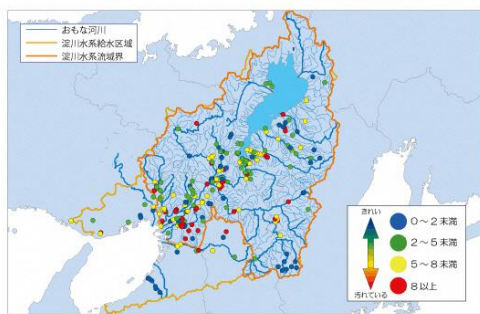 おもな河川
淀川水系給水区域
淀川水系流域界
きれい
0～2未満
2～5未満
5～8未満
8以上
汚れている